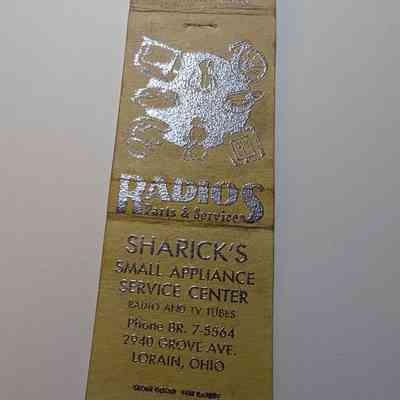 RADIOS
Parts & Service
SHARICK'S
SMALL APPLIANCE
SERVICE CENTER
RADIO AND TV TUBES
Phone BR. 7-5564
2940 GROVE AVE.
LORAIN, OHIO